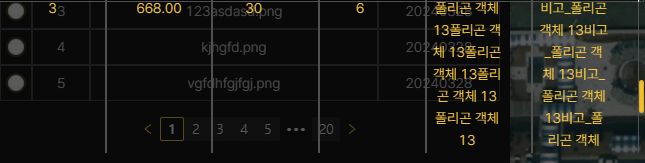 3 123asdasd.png 20240328
3 668.00 30 6
4 kjhgfd.png
5 vgfdhfgjfgj.png 20240328
폴리곤 객체
13폴리곤 객
체 13폴리곤
객체 13폴리
곤 객체 13
폴리곤 객체
13
비고_폴리곤
객체 13비고
_폴리곤 객
체 13비고_
폴리곤 객체
13비고_폴
리곤 객체
< 1 2 3 4 5 ••• 20 >